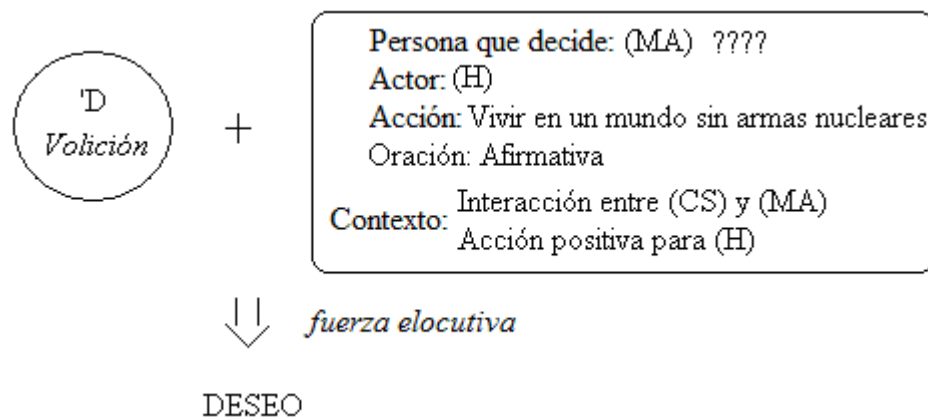 'D
Volición
+
Persona que decide: (MA) ????
Actor: (H)
Acción: Vivir en un mundo sin armas nucleares
Oración: Afirmativa
Contexto: Interacción entre (CS) y (MA)
Acción positiva para (H)
fuerza elocutiva
DESEO